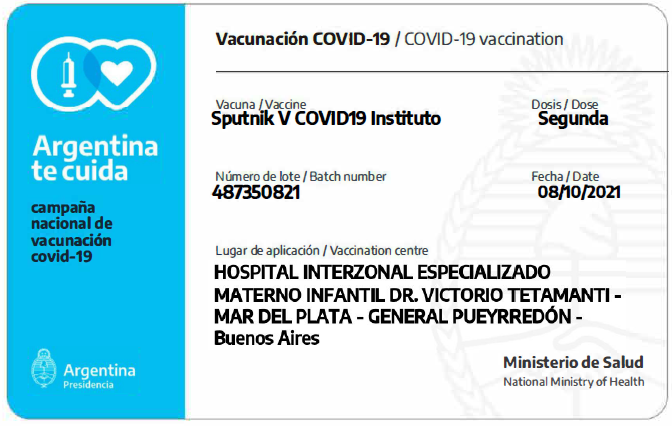 Argentina
te cuida
campaña
nacional de
vacunación
covid-19
Argentina
Presidencia
Vacunación COVID-19 / COVID-19 vaccination
Vacuna / Vaccine
Sputnik V COVID19 Instituto
Dosis / Dose
Segunda
Número de lote / Batch number
487350821
Fecha / Date
08/10/2021
Lugar de aplicación / Vaccination centre
HOSPITAL INTERZONAL ESPECIALIZADO
MATERNO INFANTIL DR. VICTORIO TETAMANTI -
MAR DEL PLATA - GENERAL PUEYRREDÓN -
Buenos Aires
Ministerio de Salud
National Ministry of Health